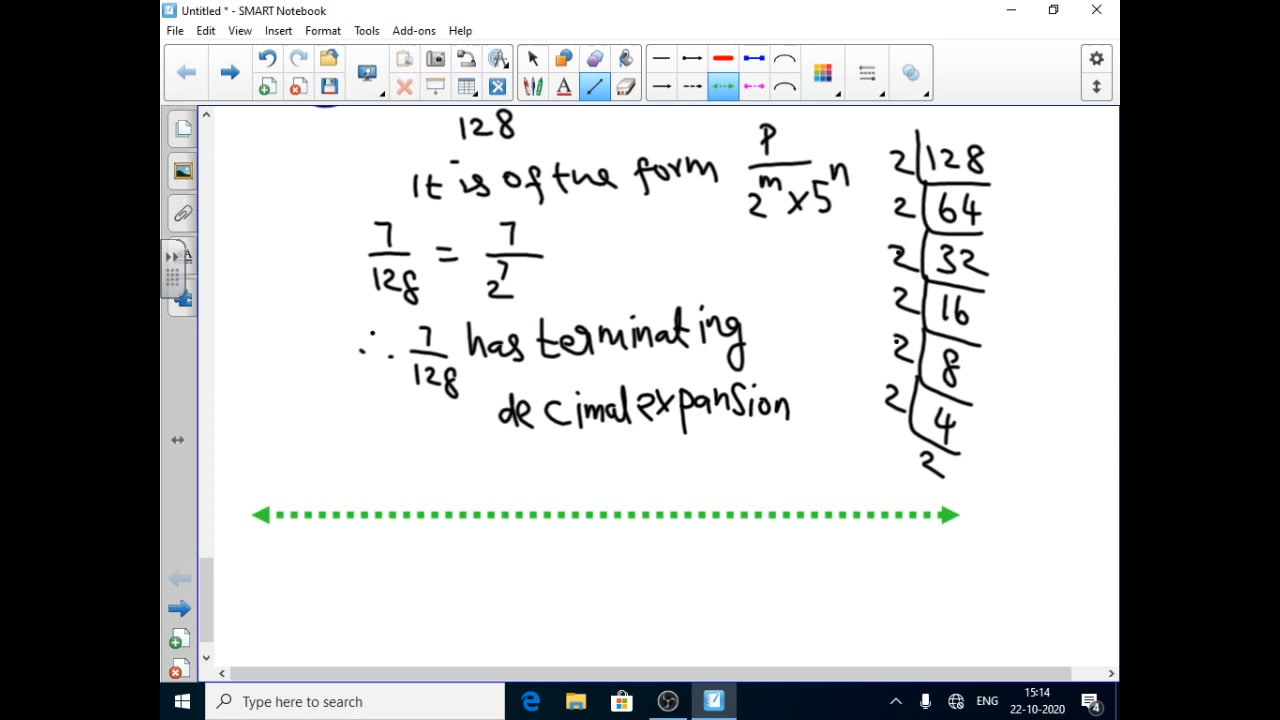 Untitled * - SMART Notebook
File Edit View Insert Format Tools Add-ons Help
128
It is of the form P / 2^m × 5^n
7/128 = 7/2^7
∴ 7/128 has terminating
decimal expansion
2 | 128
2 | 64
2 | 32
2 | 16
2 | 8
2 | 4
2
Type here to search
ENG
15:14
22-10-2020
4